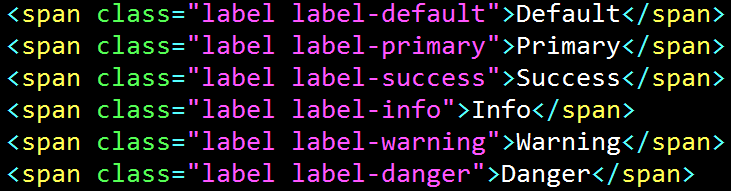 <span class="label label-default">Default</span>
<span class="label label-primary">Primary</span>
<span class="label label-success">Success</span>
<span class="label label-info">Info</span>
<span class="label label-warning">Warning</span>
<span class="label label-danger">Danger</span>